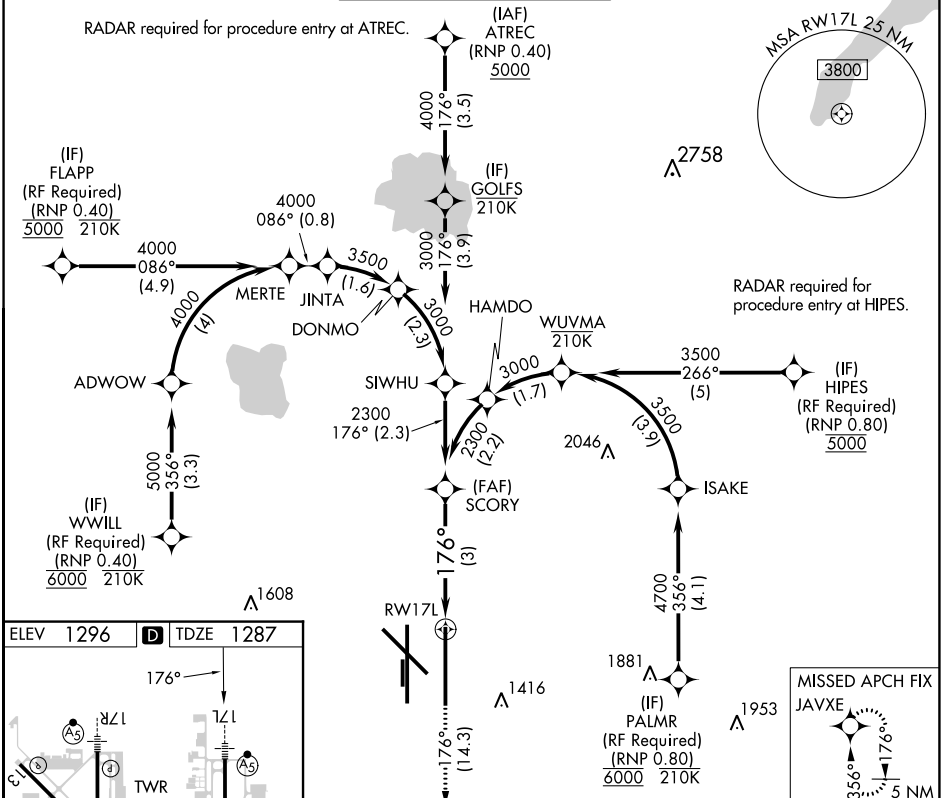 RADAR required for procedure entry at ATREC.
(IAF)
ATREC
(RNP 0.40)
5000
MSA RW17L 25 NM
3800
4000
176°
(3.5)
2758
(IF)
FLAPP
(RF Required)
(RNP 0.40)
5000 210K
(IF)
GOLFS
210K
4000
086° (0.8)
3000
176°
(3.9)
4000
086°
(4.9)
3500
(1.6)
MERTE
JINTA
DONMO
3000
(2.3)
HAMDO
WUVMA
210K
RADAR required for
procedure entry at HIPES.
4000
(4)
ADWOW
SIWHU
3000
(1.7)
3500
266°
(5)
(IF)
HIPES
(RF Required)
(RNP 0.80)
5000
2300
176° (2.3)
2300
(2.2)
2046
3500
(3.9)
ISAKE
5000
356°
(3.3)
(FAF)
SCORY
(IF)
WWILL
(RF Required)
(RNP 0.40)
6000 210K
176°
(3)
4700
356°
(4.1)
1608
RW17L
ELEV 1296 D TDZE 1287
176°
17R
17L
A5
A5
13
P
P
TWR
1416
176°
(14.3)
1881
(IF)
PALMR
(RF Required)
(RNP 0.80)
6000 210K
1953
MISSED APCH FIX
JAVXE
356°
176°
5 NM